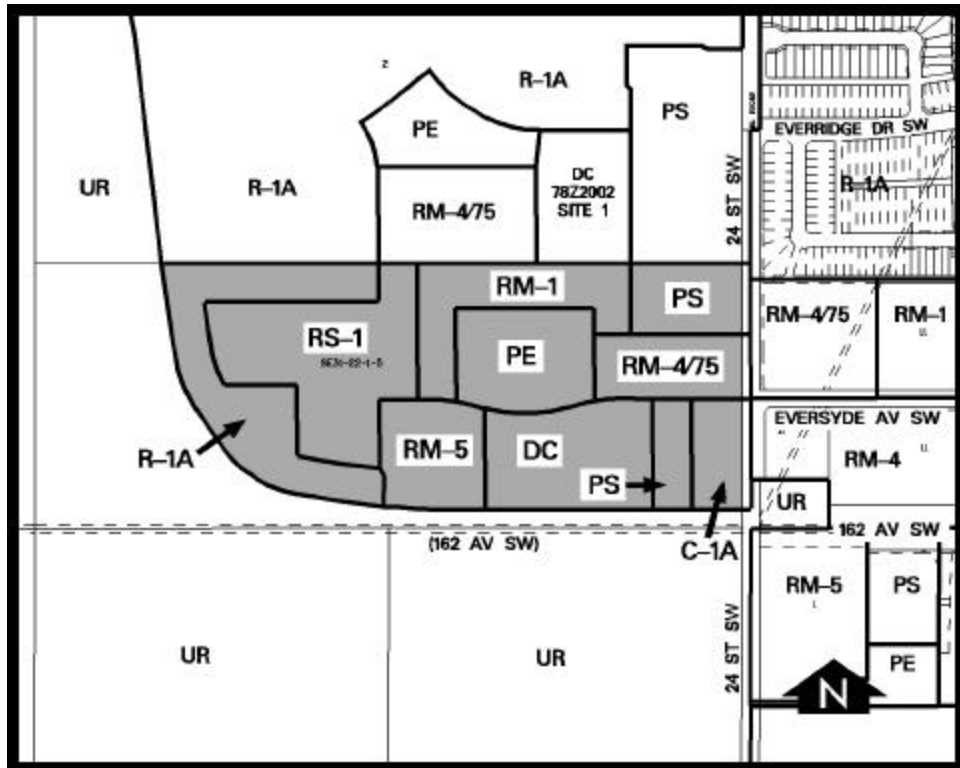 R-1A
PS
PE
EVERRIDGE DR SW
UR
R-1A
DC
78Z2002
SITE 1
R-1A
RM-4/75
24 ST SW
RM-1
PS
RM-4/75
RM-1
RS-1
PE
RM-4/75
EVERSYDE AV SW
R-1A
RM-5
DC
RM-4
PS
UR
162 AV SW
(162 AV SW)
C-1A
RM-5
PS
UR
UR
24 ST SW
PE
N